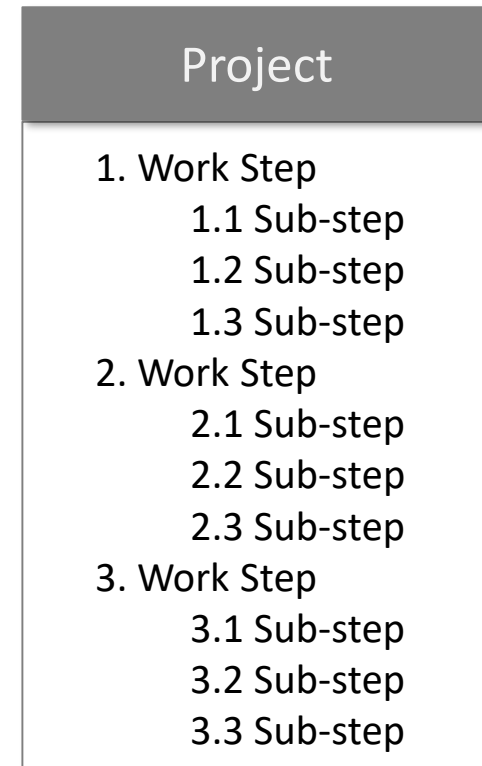 Project
1. Work Step
1.1 Sub-step
1.2 Sub-step
1.3 Sub-step
2. Work Step
2.1 Sub-step
2.2 Sub-step
2.3 Sub-step
3. Work Step
3.1 Sub-step
3.2 Sub-step
3.3 Sub-step